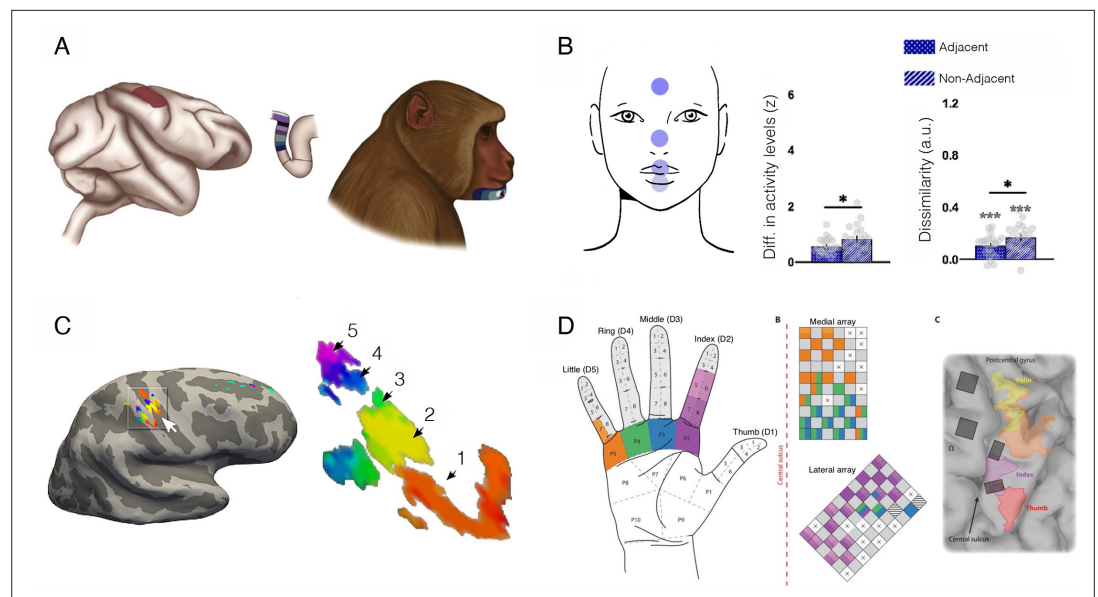 A
B
Adjacent
Non-Adjacent
Diff. in activity levels (z)
6
4
2
0
*
Dissimilarity (a.u.)
1.2
0.8
0.4
0.0
*
***
***
C
5
4
3
2
1
D
Middle (D3)
Ring (D4)
Index (D2)
Little (D5)
Thumb (D1)
P5
P4
P3
P2
P8
P7
P6
P1
P10
P9
B
Medial array
Central sulcus
Lateral array
C
Postcentral gyrus
Palm
Ω
Index
Thumb
Central sulcus